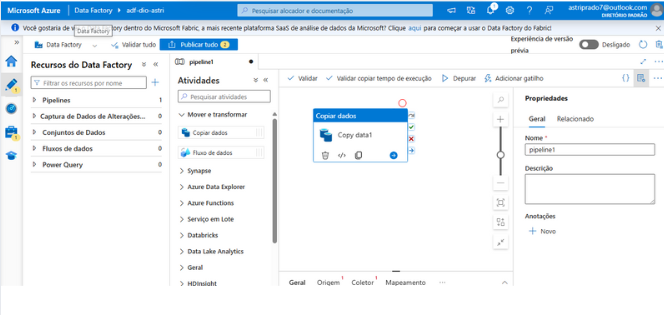 Microsoft Azure
Data Factory
adf-dio-astri
Pesquisar alocador e documentação
1
astriprado7@outlook.com
DIRETÓRIO PADRÃO
Data Factory
Você gostaria de v Factory dentro do Microsoft Fabric, a mais recente plataforma SaaS de análise de dados da Microsoft? Clique aqui para começar a usar o Data Factory do Fabric!
Data Factory
Validar tudo
Publicar tudo 2
Experiência de versão prévia
Desligado
Recursos do Data Factory
Filtrar os recursos por nome
Pipelines 1
Captura de Dados de Alterações... 0
Conjuntos de Dados 0
Fluxos de dados 0
Power Query 0
pipeline1
Atividades
Pesquisar atividades
Mover e transformar
Copiar dados
Fluxo de dados
Synapse
Azure Data Explorer
Azure Functions
Serviço em Lote
Databricks
Data Lake Analytics
Geral
HDInsight
Validar
Validar copiar tempo de execução
Depurar
Adicionar gatilho
Copiar dados
Copy data1
Geral
Origem 1
Coletor 1
Mapeamento
Propriedades
Geral
Relacionado
Nome *
pipeline1
Descrição
Anotações
Novo